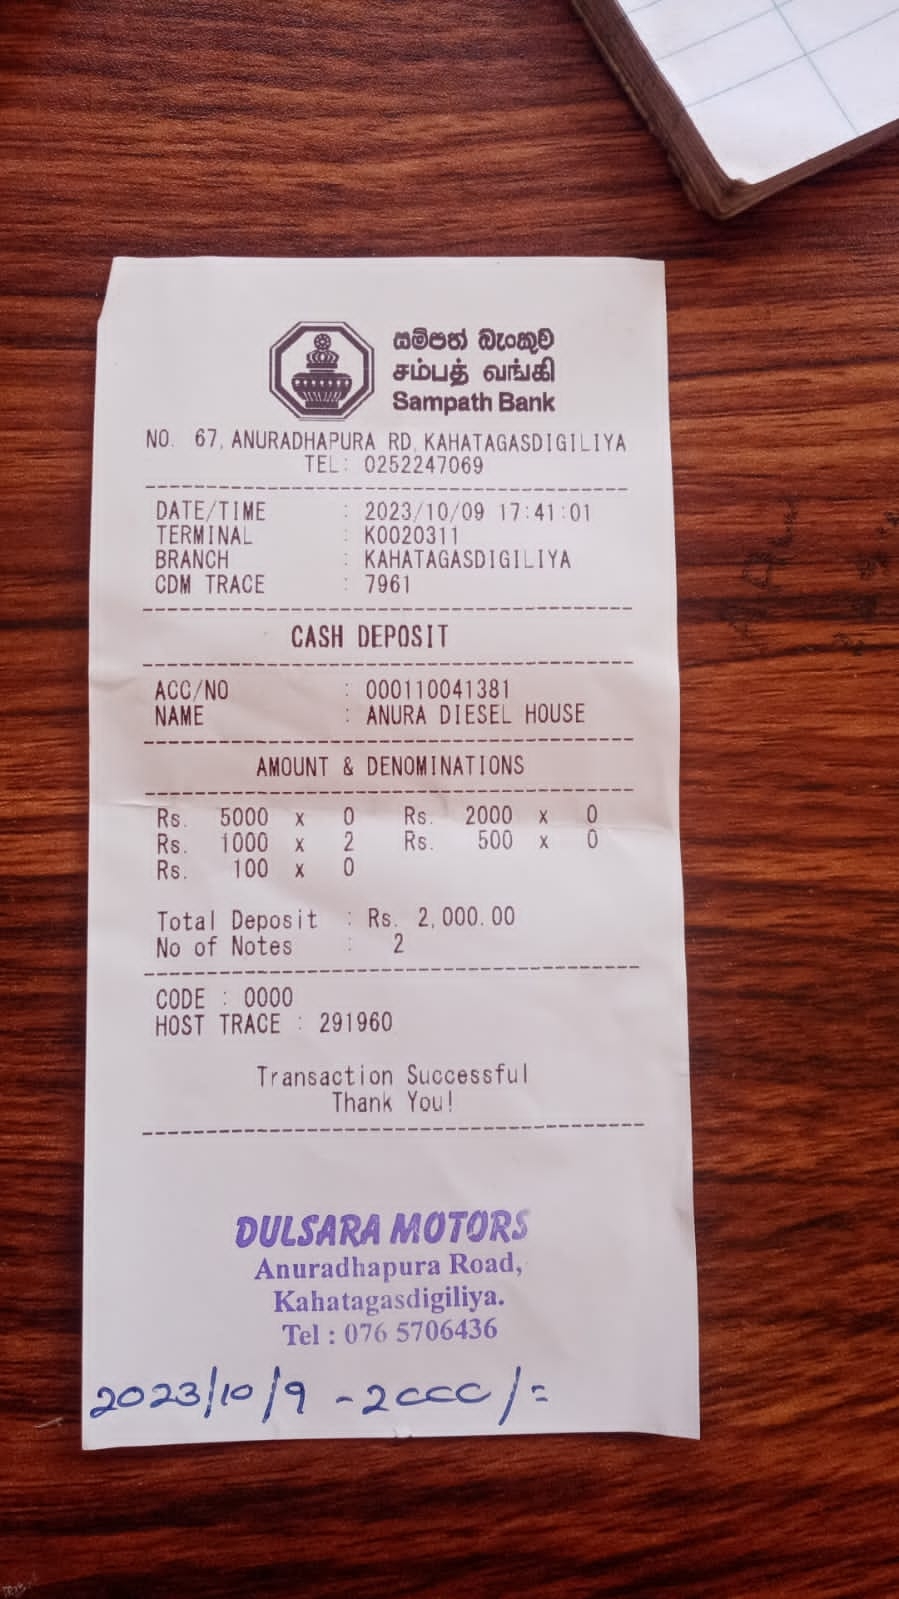 සම්පත් බැංකුව
சம்பத் வங்கி
Sampath Bank
NO. 67, ANURADHAPURA RD, KAHATAGASDIGILIYA
TEL: 0252247069
DATE/TIME : 2023/10/09 17:41:01
TERMINAL : K0020311
BRANCH : KAHATAGASDIGILIYA
CDM TRACE : 7961
CASH DEPOSIT
ACC/NO : 000110041381
NAME : ANURA DIESEL HOUSE
AMOUNT & DENOMINATIONS
Rs. 5000 x 0 Rs. 2000 x 0
Rs. 1000 x 2 Rs. 500 x 0
Rs. 100 x 0
Total Deposit : Rs. 2,000.00
No of Notes : 2
CODE : 0000
HOST TRACE : 291960
Transaction Successful
Thank You!
DULSARA MOTORS
Anuradhapura Road,
Kahatagasdigiliya.
Tel : 076 5706436
2023/10/9 - 2000/=